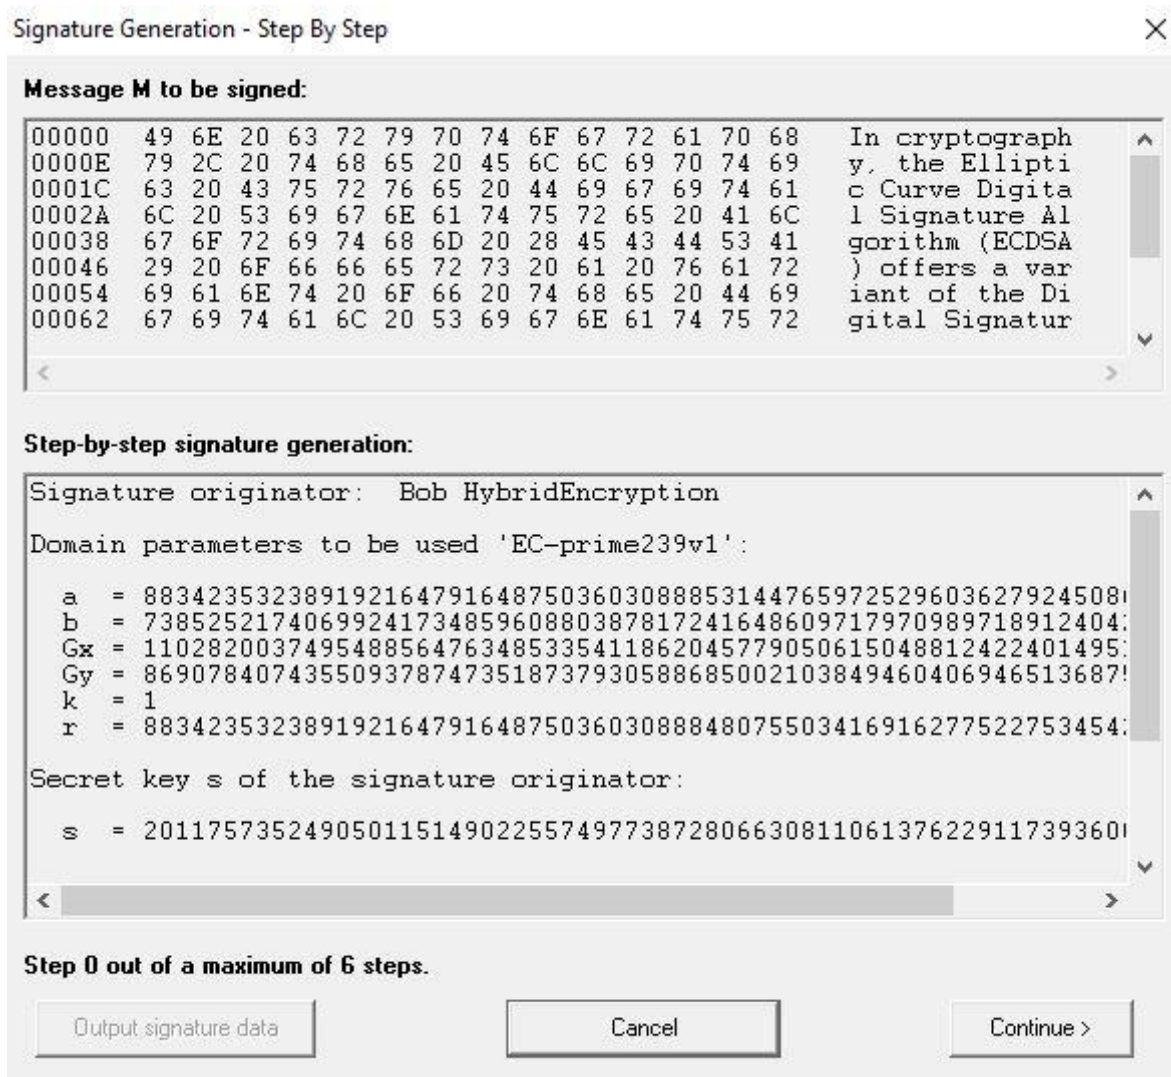 Signature Generation - Step By Step
Message M to be signed:
00000 49 6E 20 63 72 79 70 74 6F 67 72 61 70 68 In cryptograph
0000E 79 2C 20 74 68 65 20 45 6C 6C 69 70 74 69 y, the Ellipti
0001C 63 20 43 75 72 76 65 20 44 69 67 69 74 61 c Curve Digita
0002A 6C 20 53 69 67 6E 61 74 75 72 65 20 41 6C l Signature Al
00038 67 6F 72 69 74 68 6D 20 28 45 43 44 53 41 gorithm (ECDSA
00046 29 20 6F 66 66 65 72 73 20 61 20 76 61 72 ) offers a var
00054 69 61 6E 74 20 6F 66 20 74 68 65 20 44 69 iant of the Di
00062 67 69 74 61 6C 20 53 69 67 6E 61 74 75 72 gital Signatur
Step-by-step signature generation:
Signature originator: Bob HybridEncryption
Domain parameters to be used 'EC-prime239v1':
a = 88342353238919216479164875036030888531447659725296036279245080
b = 7385252174069924173485960880387817241648609717970989718912404
Gx = 1102820037495488564763485335411862045779050615048812422401495
Gy = 8690784074355093787473518737930588685002103849460406946513687
k = 1
r = 8834235323891921647916487503603088848075503416916277522753454
Secret key s of the signature originator:
s = 2011757352490501151490225574977387280663081106137622911739360
Step 0 out of a maximum of 6 steps.
Output signature data
Cancel
Continue >